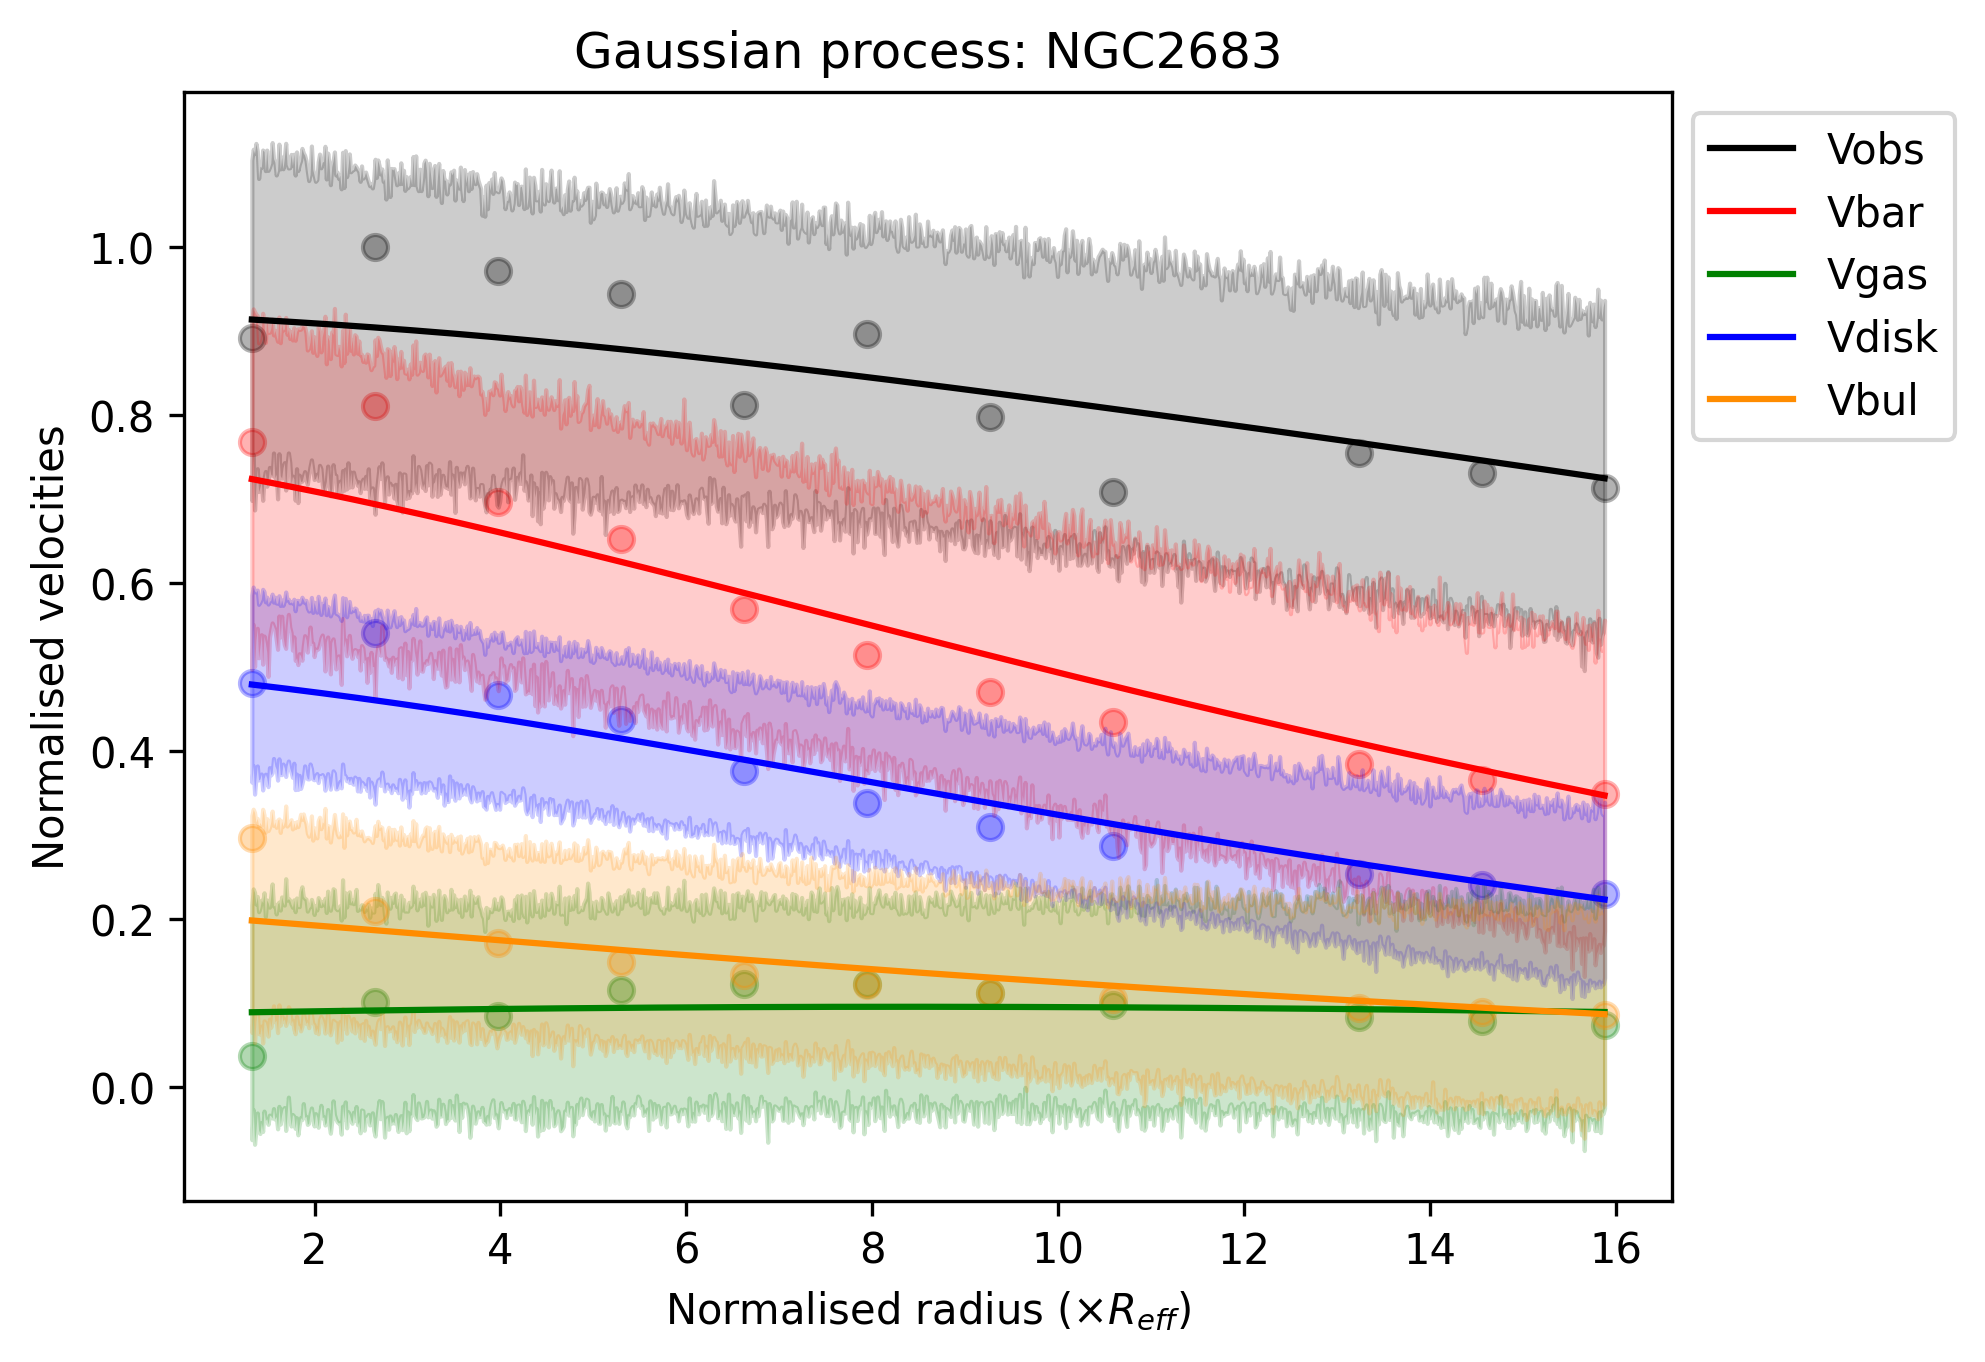 Gaussian process: NGC2683
Normalised velocities
1.0
0.8
0.6
0.4
0.2
0.0
2 4 6 8 10 12 14 16
Normalised radius (×R_eff)
Vobs
Vbar
Vgas
Vdisk
Vbul